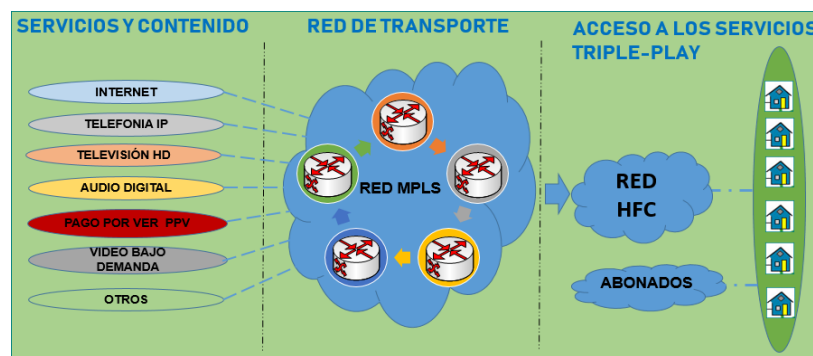 SERVICIOS Y CONTENIDO
RED DE TRANSPORTE
ACCESO A LOS SERVICIOS
TRIPLE-PLAY
INTERNET
TELEFONIA IP
TELEVISIÓN HD
AUDIO DIGITAL
PAGO POR VER PPV
VIDEO BAJO
DEMANDA
OTROS
RED MPLS
RED
HFC
ABONADOS